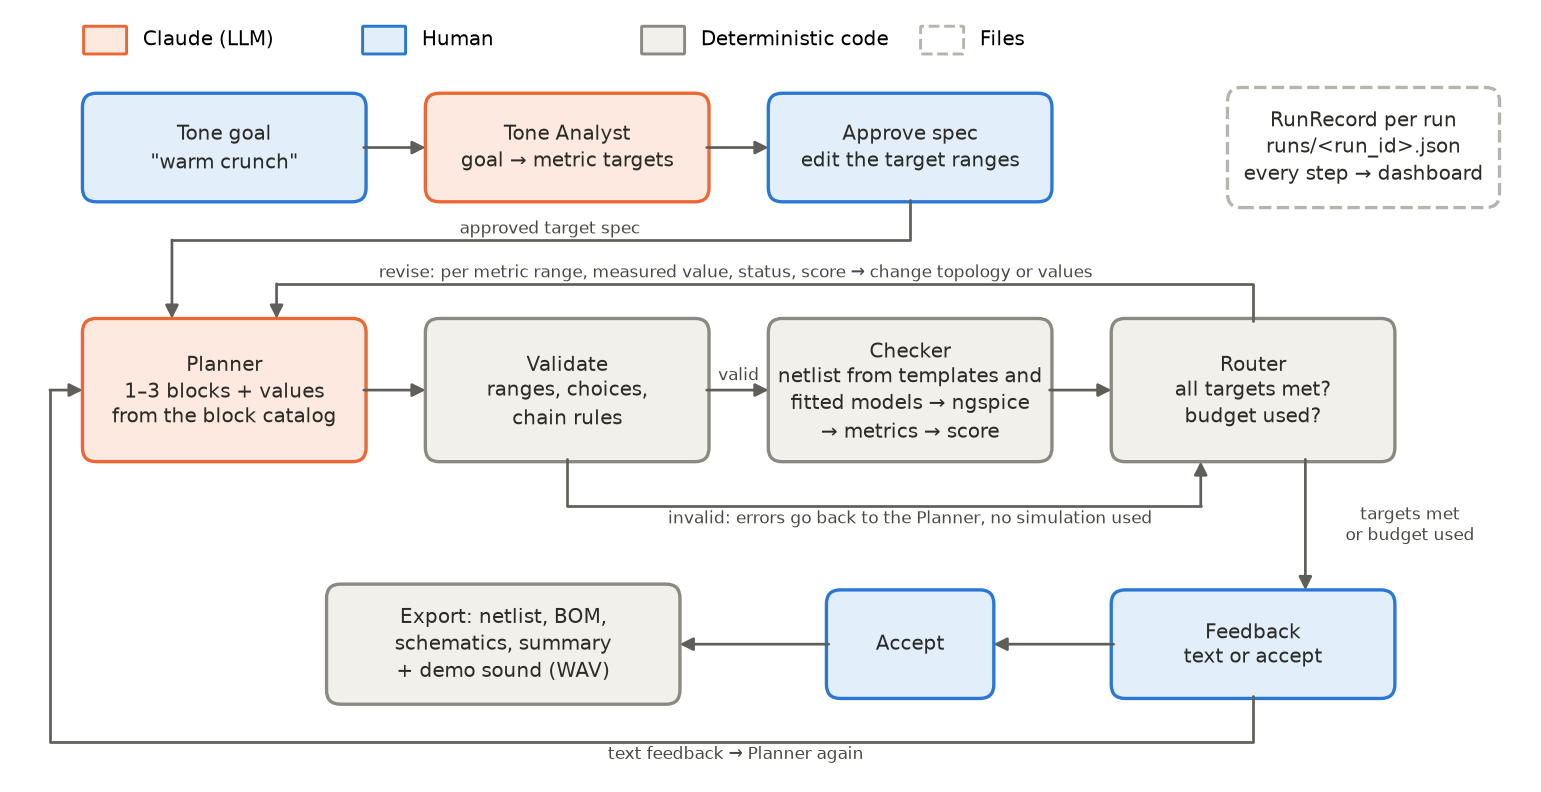 Claude (LLM)
Human
Deterministic code
Files
Tone goal
"warm crunch"
Tone Analyst
goal → metric targets
Approve spec
edit the target ranges
RunRecord per run
runs/<run_id>.json
every step → dashboard
approved target spec
revise: per metric range, measured value, status, score → change topology or values
Planner
1–3 blocks + values
from the block catalog
Validate
ranges, choices,
chain rules
valid
Checker
netlist from templates and
fitted models → ngspice
→ metrics → score
Router
all targets met?
budget used?
invalid: errors go back to the Planner, no simulation used
targets met
or budget used
Export: netlist, BOM,
schematics, summary
+ demo sound (WAV)
Accept
Feedback
text or accept
text feedback → Planner again